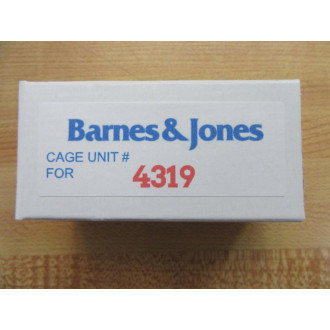 Barnes & Jones
CAGE UNIT #
FOR 4319